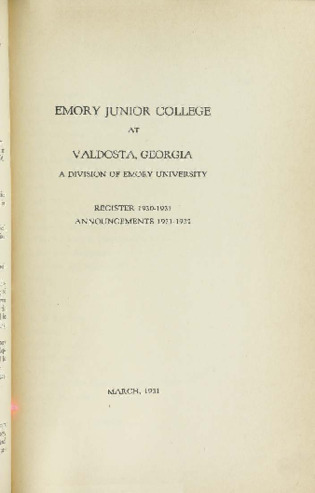 EMORY JUNIOR COLLEGE
AT
VALDOSTA, GEORGIA
A DIVISION OF EMORY UNIVERSITY
REGISTER 1930-1931
ANNOUNCEMENTS 1931-1932
MARCH, 1931